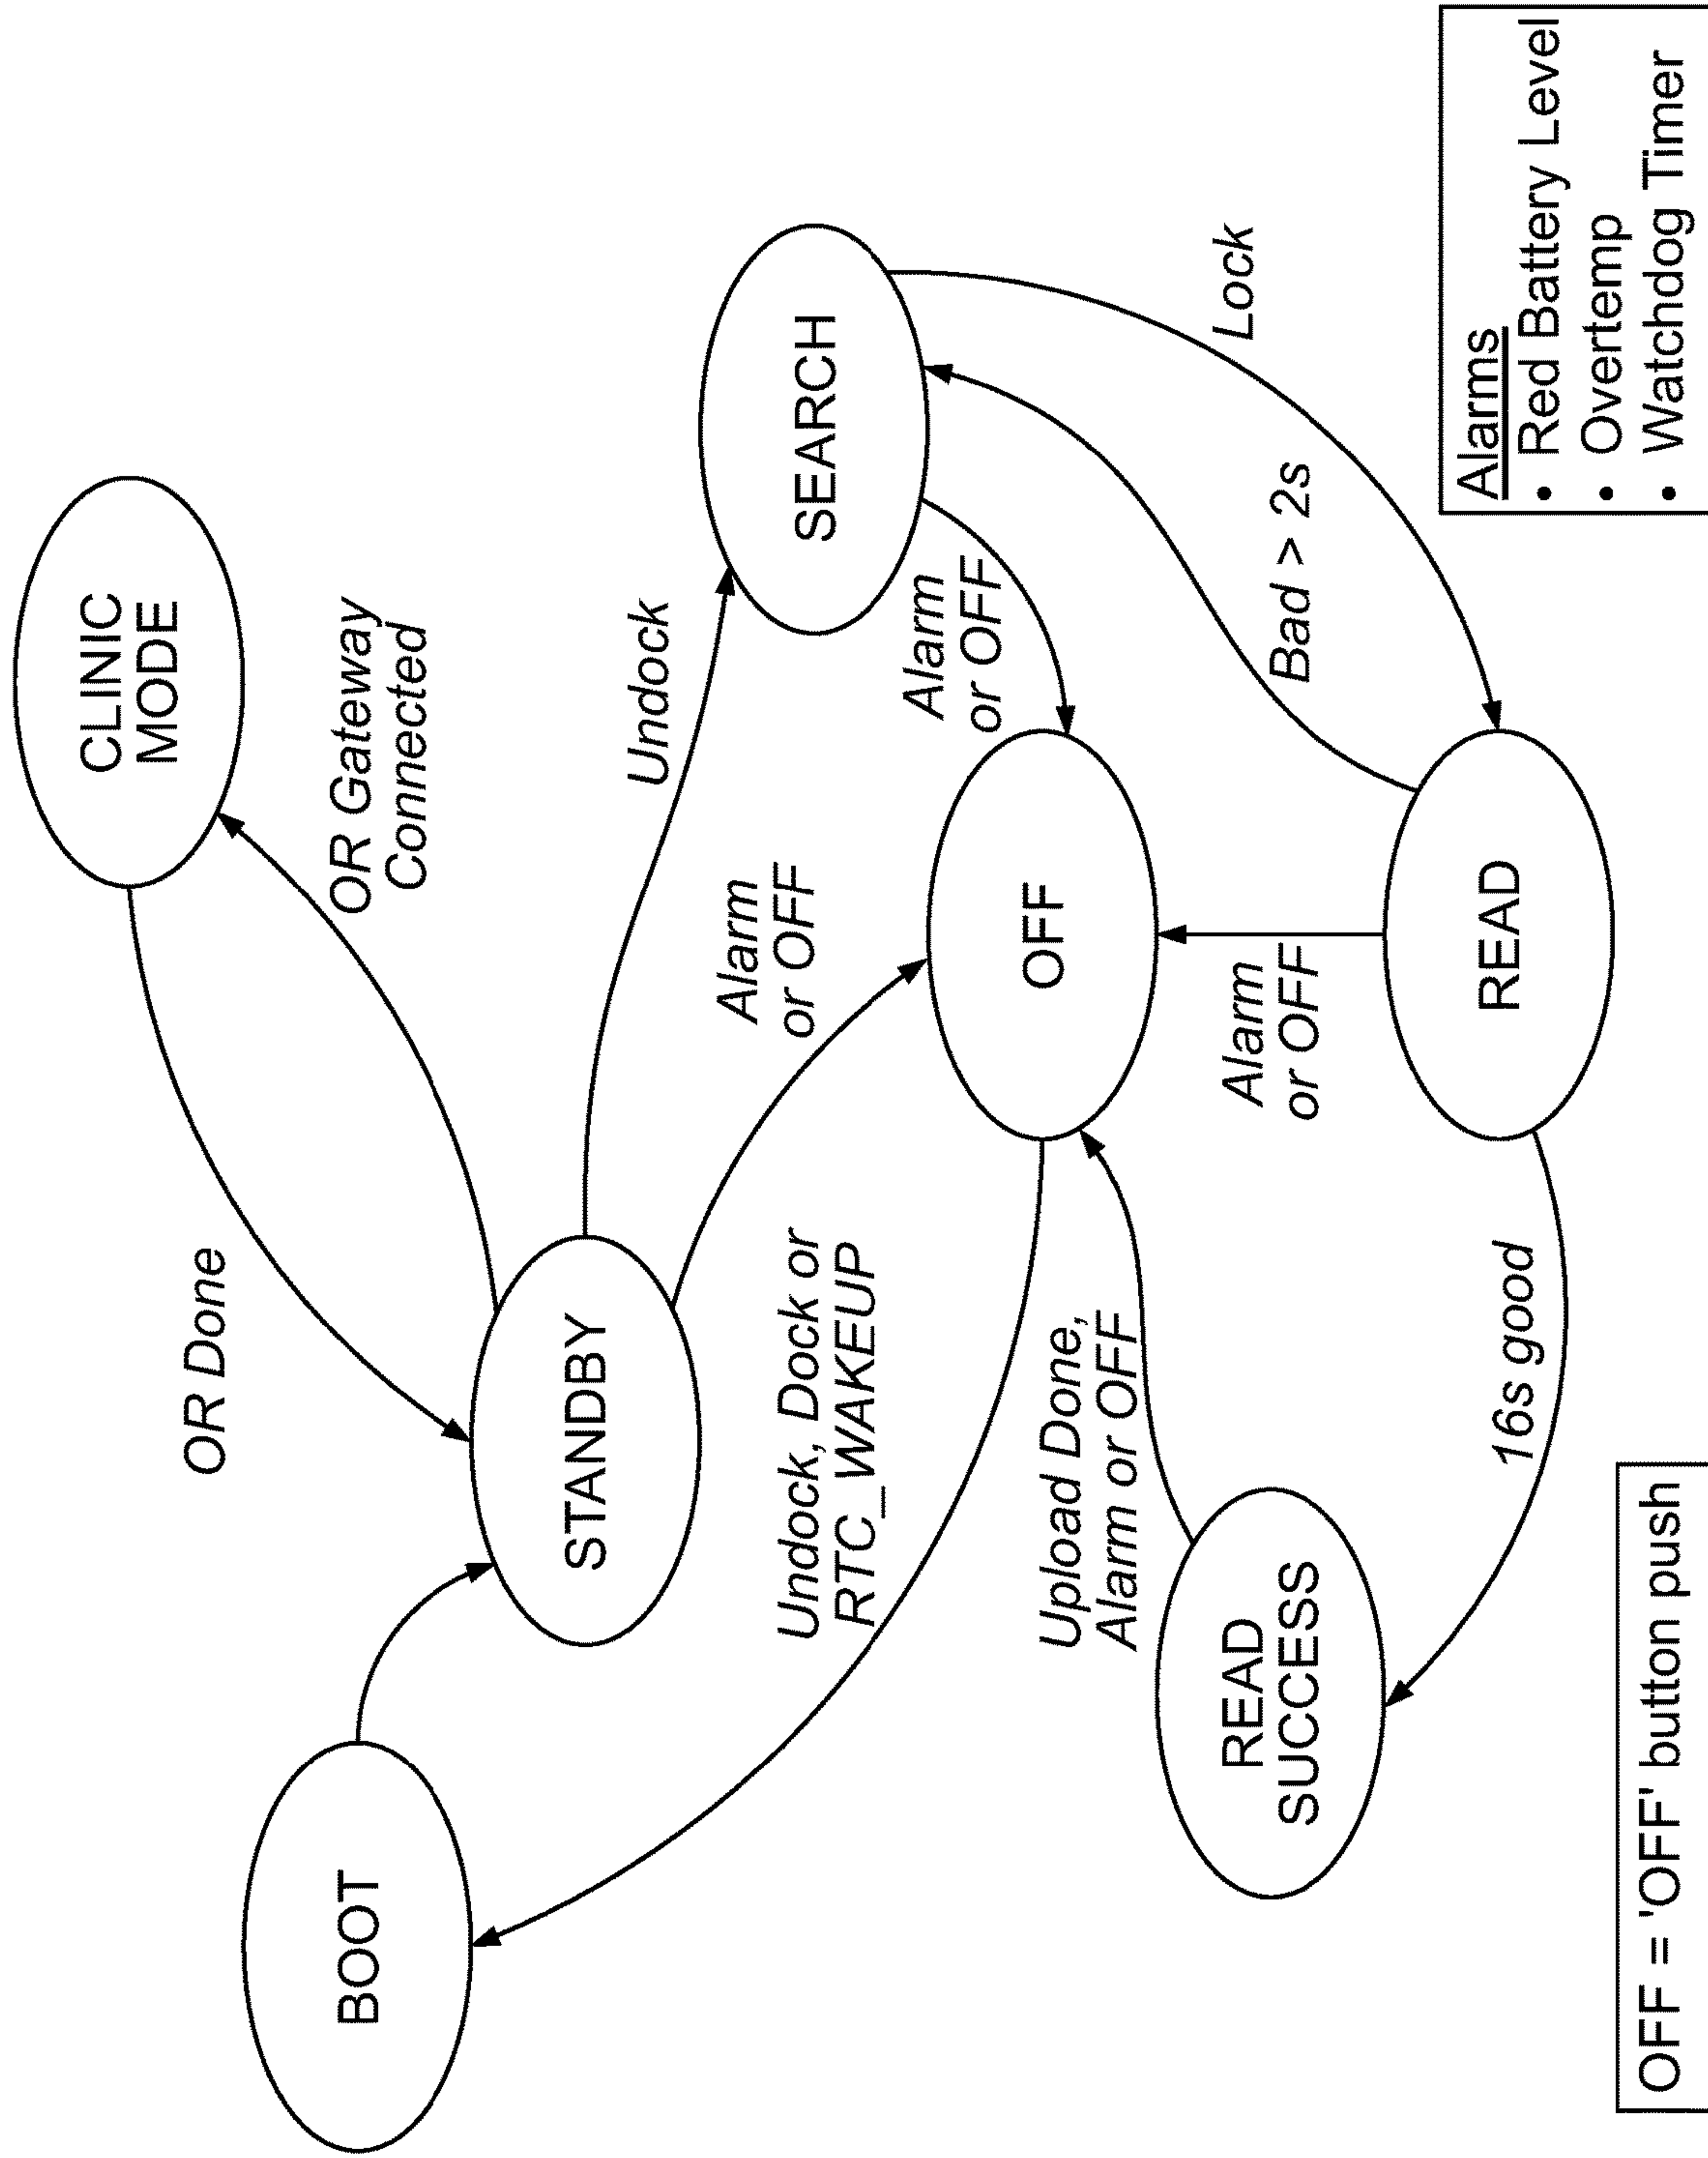 CLINIC
MODE
OR Done
OR Gateway
Connected
BOOT
STANDBY
Undock
SEARCH
Alarm
or OFF
Undock, Dock or
RTC_WAKEUP
Alarm
or OFF
OFF
Upload Done,
Alarm or OFF
Alarm
or OFF
Bad > 2s
Lock
READ
SUCCESS
READ
16s good
OFF = 'OFF' button push
Alarms
• Red Battery Level
• Overtemp
• Watchdog Timer